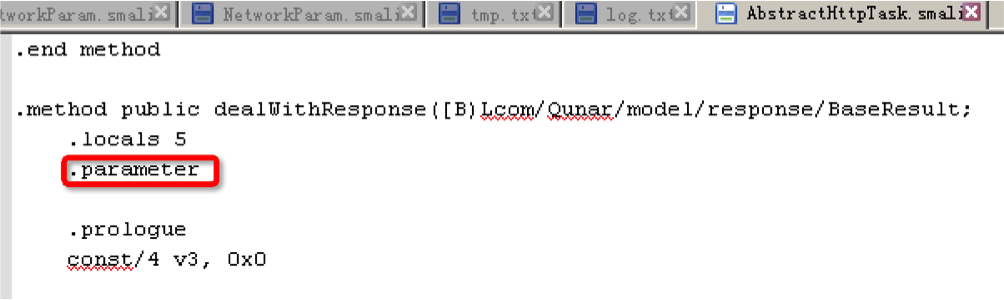 tworkParam.smali NetworkParam.smali tmp.txt log.txt AbstractHttpTask.smali
.end method
.method public dealWithResponse([B)Lcom/Qunar/model/response/BaseResult;
.locals 5
.parameter
.prologue
const/4 v3, 0x0